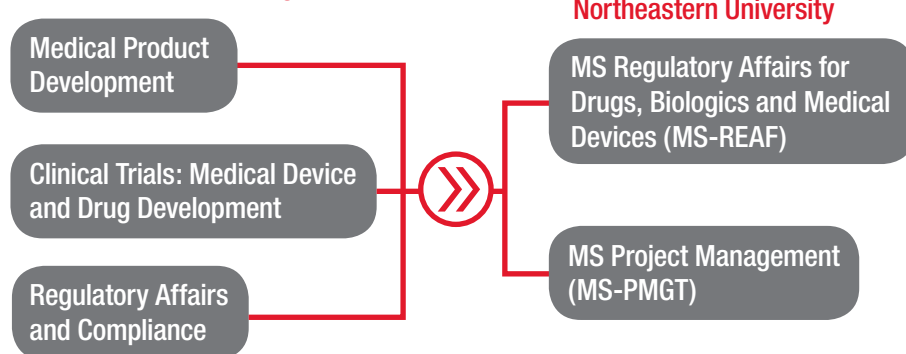 Northeastern University
Medical Product
Development
Clinical Trials: Medical Device
and Drug Development
Regulatory Affairs
and Compliance
MS Regulatory Affairs for
Drugs, Biologics and Medical
Devices (MS-REAF)
MS Project Management
(MS-PMGT)